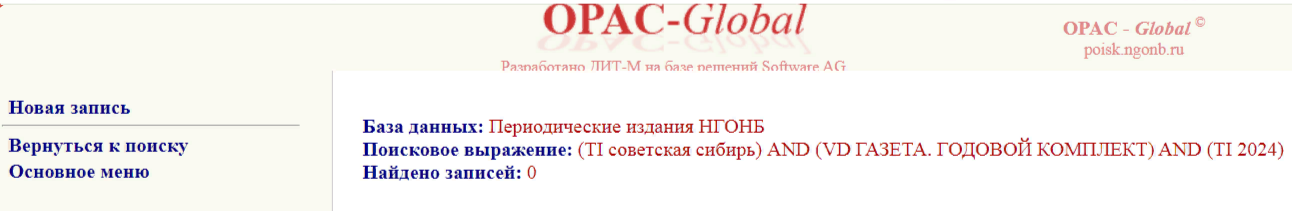 OPAC-Global
Разработано ЛИТ-М на базе решений Software AG
OPAC - Global ©
poisk.ngonb.ru
Новая запись
Вернуться к поиску
Основное меню
База данных: Периодические издания НГОНБ
Поисковое выражение: (TI советская сибирь) AND (VD ГАЗЕТА. ГОДОВОЙ КОМПЛЕКТ) AND (TI 2024)
Найдено записей: 0